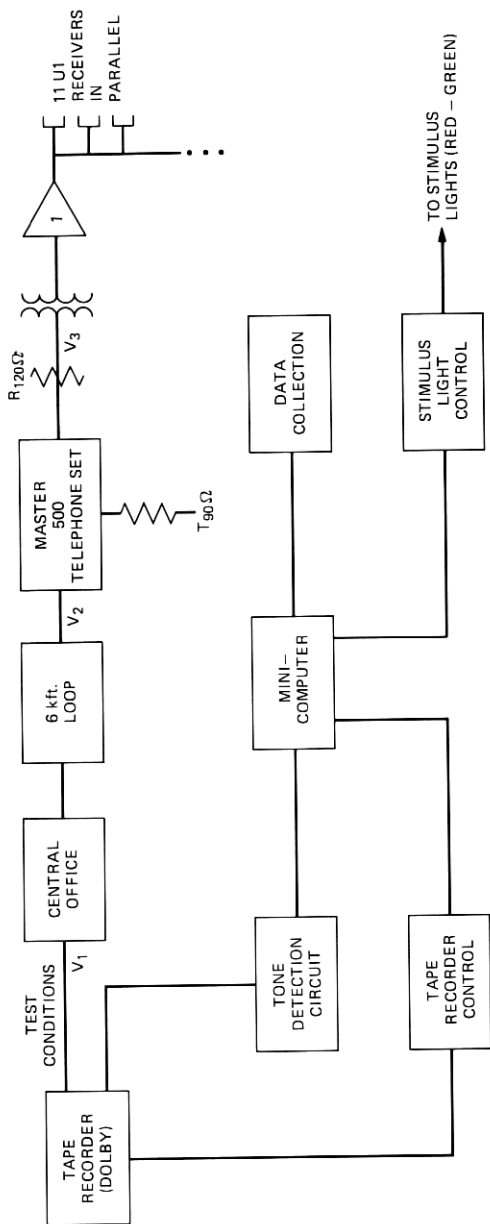 TAPE
RECORDER
(DOLBY)
TEST
CONDITIONS
V1
CENTRAL
OFFICE
6 kft.
LOOP
V2
MASTER
500
TELEPHONE SET
T90Ω
R120Ω
V3
1
11 U1
RECEIVERS
IN
PARALLEL
TONE
DETECTION
CIRCUIT
MINI–
COMPUTER
DATA
COLLECTION
TAPE
RECORDER
CONTROL
STIMULUS
LIGHT
CONTROL
TO STIMULUS
LIGHTS (RED – GREEN)